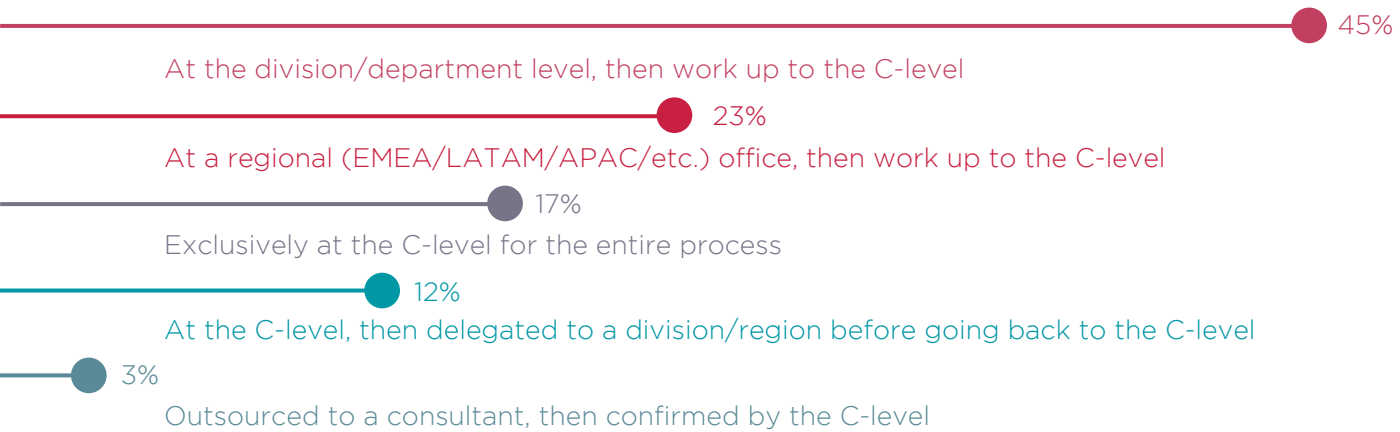 45%
At the division/department level, then work up to the C-level
23%
At a regional (EMEA/LATAM/APAC/etc.) office, then work up to the C-level
17%
Exclusively at the C-level for the entire process
12%
At the C-level, then delegated to a division/region before going back to the C-level
3%
Outsourced to a consultant, then confirmed by the C-level